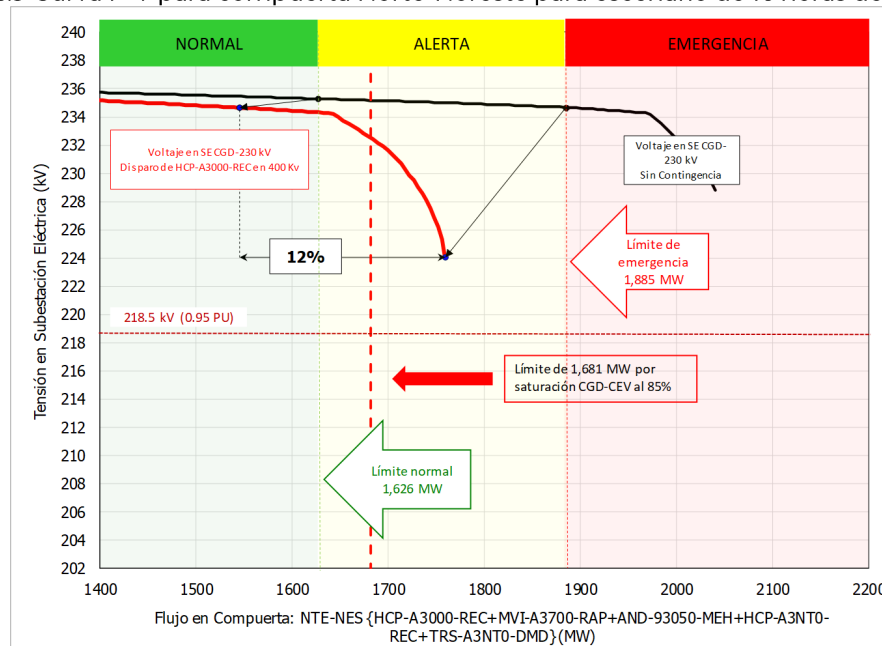 NORMAL
ALERTA
EMERGENCIA
Tensión en Subestación Eléctrica (kV)
240
238
236
234
232
230
228
226
224
222
220
218
216
214
212
210
208
206
204
202
Voltaje en SE CGD-230 kV
Disparo de HCP-A3000-REC en 400 Kv
Voltaje en SE CGD-
230 kV
Sin Contingencia
12%
Límite de
emergencia
1,885 MW
218.5 kV (0.95 PU)
Límite de 1,681 MW por
saturación CGD-CEV al 85%
Límite normal
1,626 MW
1400
1500
1600
1700
1800
1900
2000
2100
2200
Flujo en Compuerta: NTE-NES {HCP-A3000-REC+MVI-A3700-RAP+AND-93050-MEH+HCP-A3NT0-
REC+TRS-A3NT0-DMD}(MW)